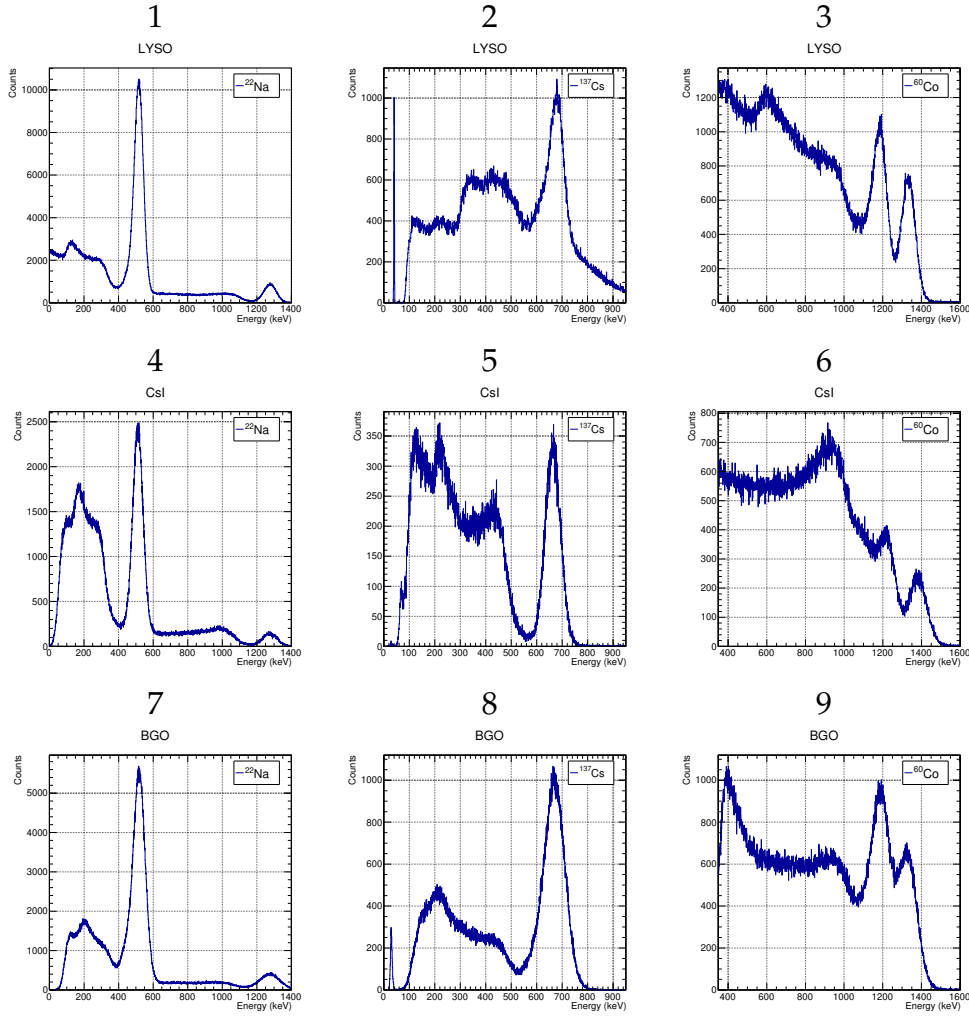 1
LYSO
Counts
²²Na
10000
8000
6000
4000
2000
0
0 200 400 600 800 1000 1200 1400
Energy (keV)
2
LYSO
Counts
¹³⁷Cs
1000
800
600
400
200
0
0 100 200 300 400 500 600 700 800 900
Energy (keV)
3
LYSO
Counts
⁶⁰Co
1200
1000
800
600
400
200
0
400 600 800 1000 1200 1400 1600
Energy (keV)
4
CsI
Counts
²²Na
2500
2000
1500
1000
500
0
0 200 400 600 800 1000 1200 1400
Energy (keV)
5
CsI
Counts
¹³⁷Cs
350
300
250
200
150
100
50
0
0 100 200 300 400 500 600 700 800 900
Energy (keV)
6
CsI
Counts
⁶⁰Co
800
700
600
500
400
300
200
100
0
400 600 800 1000 1200 1400 1600
Energy (keV)
7
BGO
Counts
²²Na
5000
4000
3000
2000
1000
0
0 200 400 600 800 1000 1200 1400
Energy (keV)
8
BGO
Counts
¹³⁷Cs
1000
800
600
400
200
0
0 100 200 300 400 500 600 700 800 900
Energy (keV)
9
BGO
Counts
⁶⁰Co
1000
800
600
400
200
0
400 600 800 1000 1200 1400 1600
Energy (keV)